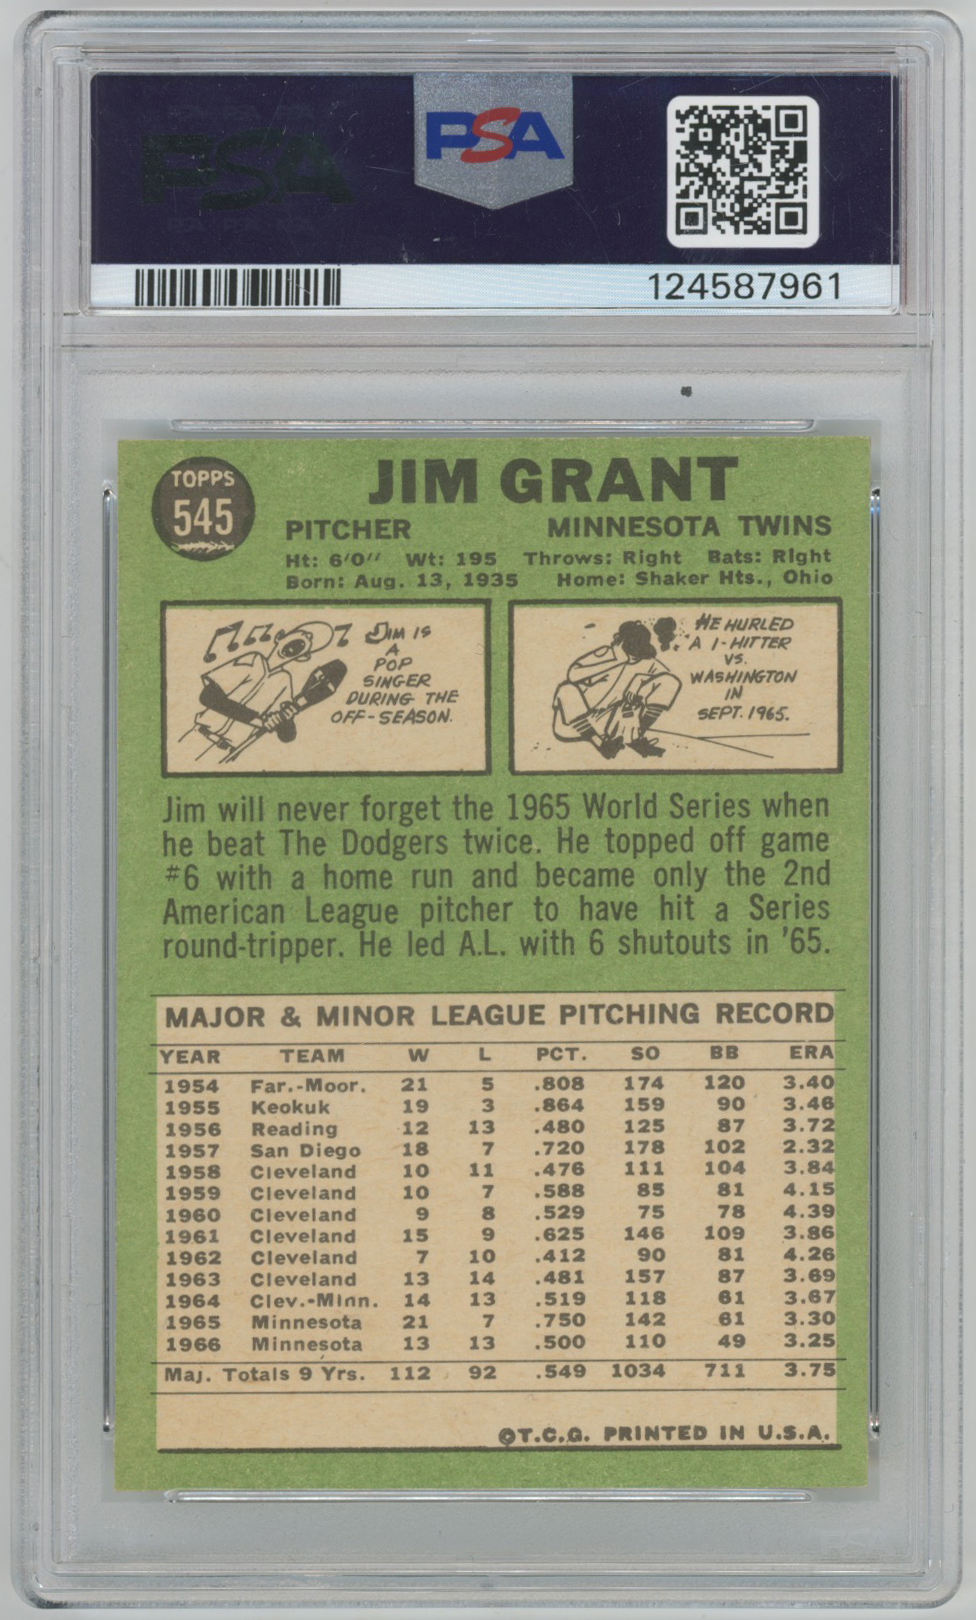 PSA
PSA
124587961
TOPPS
545
JIM GRANT
PITCHER MINNESOTA TWINS
Ht: 6'0" Wt: 195 Throws: Right Bats: Right
Born: Aug. 13, 1935 Home: Shaker Hts., Ohio
JIM IS
A
POP
SINGER
DURING THE
OFF-SEASON.
HE HURLED
A 1-HITTER
VS.
WASHINGTON
IN
SEPT. 1965.
Jim will never forget the 1965 World Series when
he beat The Dodgers twice. He topped off game
#6 with a home run and became only the 2nd
American League pitcher to have hit a Series
round-tripper. He led A.L. with 6 shutouts in '65.
MAJOR & MINOR LEAGUE PITCHING RECORD
YEAR TEAM W L PCT. SO BB ERA
1954 Far.-Moor. 21 5 .808 174 120 3.40
1955 Keokuk 19 3 .864 159 90 3.46
1956 Reading 12 13 .480 125 87 3.72
1957 San Diego 18 7 .720 178 102 2.32
1958 Cleveland 10 11 .476 111 104 3.84
1959 Cleveland 10 7 .588 85 81 4.15
1960 Cleveland 9 8 .529 75 78 4.39
1961 Cleveland 15 9 .625 146 109 3.86
1962 Cleveland 7 10 .412 90 81 4.26
1963 Cleveland 13 14 .481 157 87 3.69
1964 Clev.-Minn. 14 13 .519 118 61 3.67
1965 Minnesota 21 7 .750 142 61 3.30
1966 Minnesota 13 13 .500 110 49 3.25
Maj. Totals 9 Yrs. 112 92 .549 1034 711 3.75
©T.C.G. PRINTED IN U.S.A.